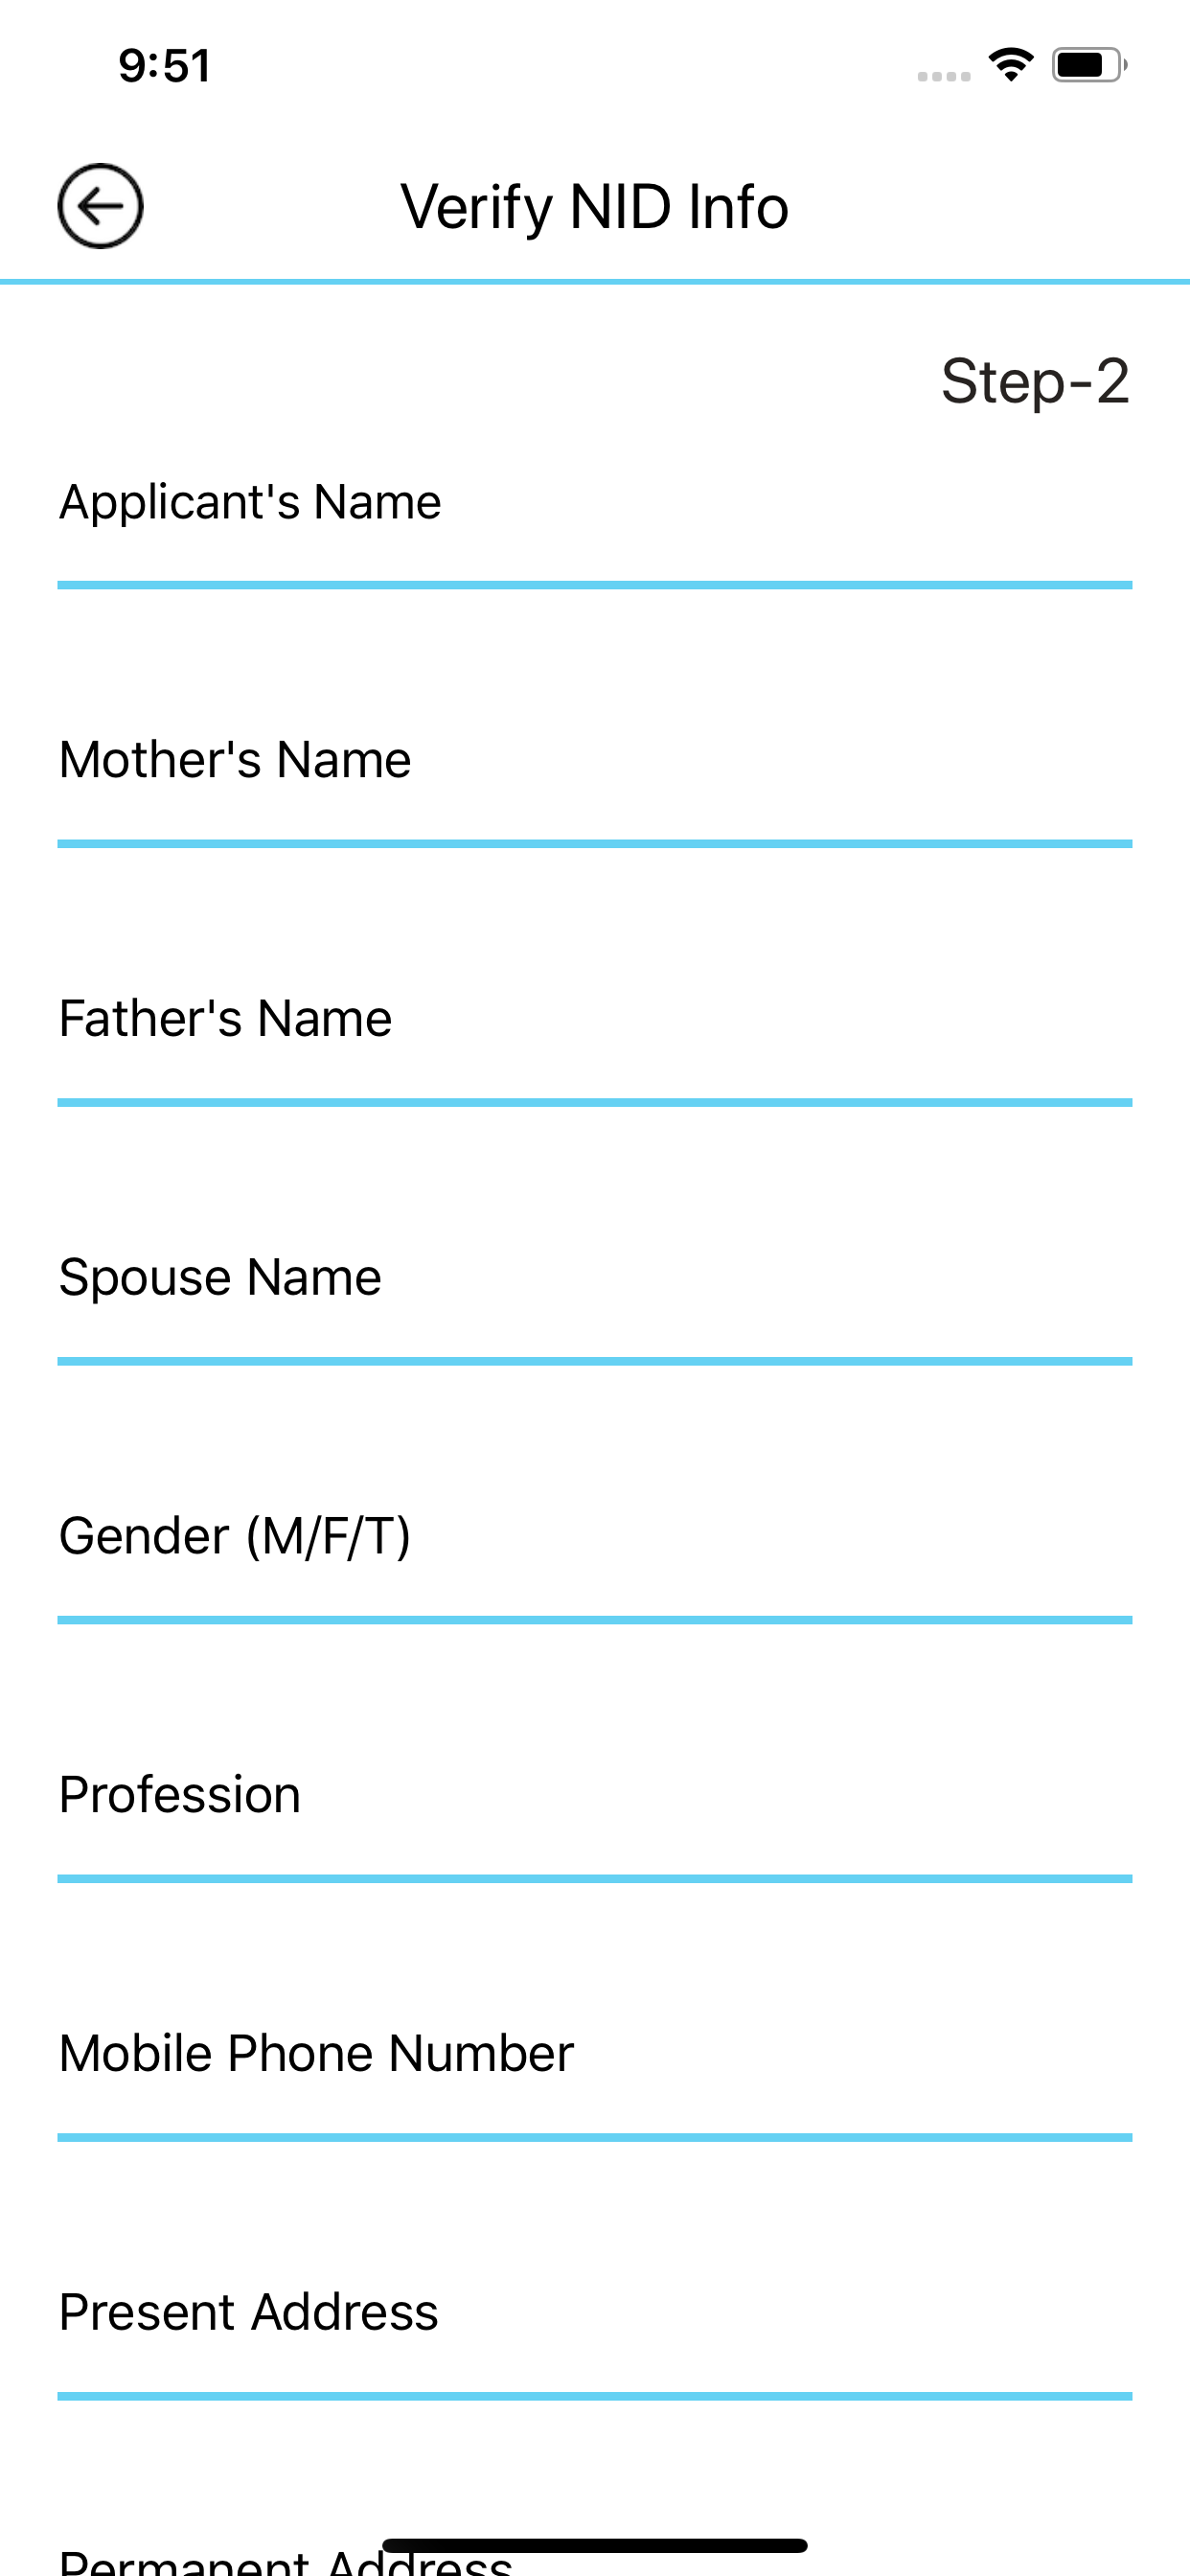 9:51
Verify NID Info
Step-2
Applicant's Name
Mother's Name
Father's Name
Spouse Name
Gender (M/F/T)
Profession
Mobile Phone Number
Present Address
Permanent Address